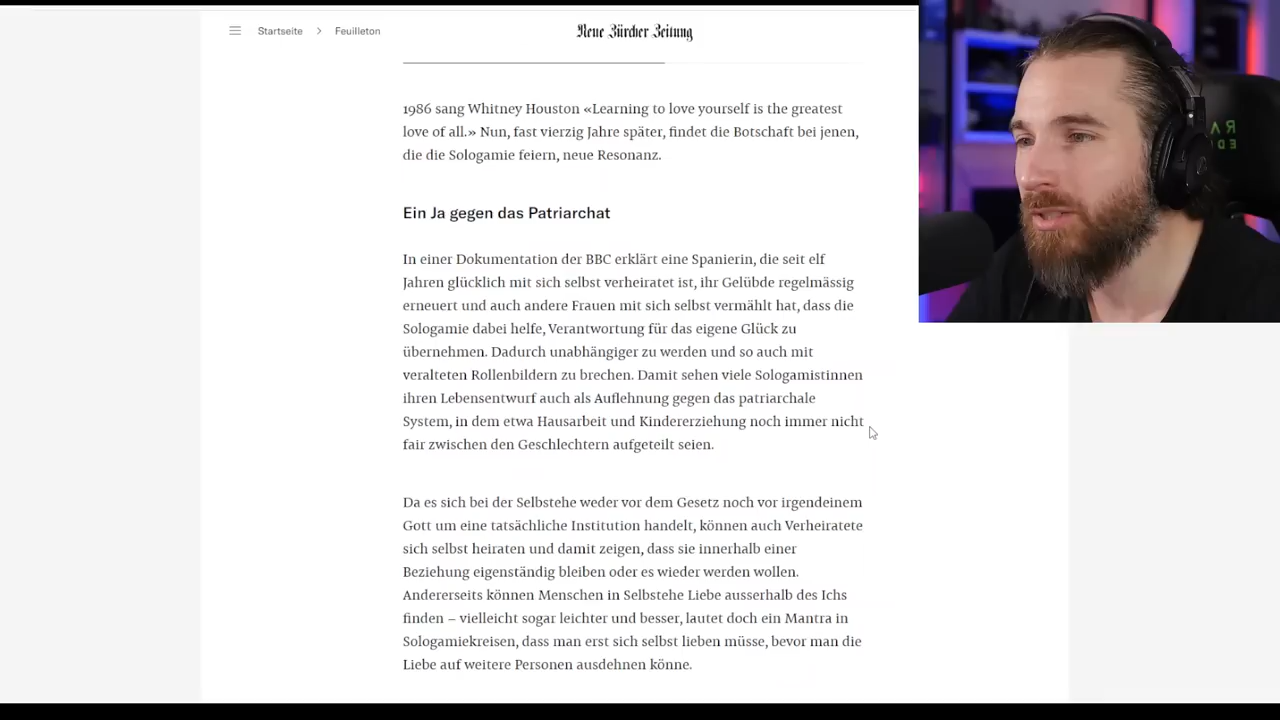 Startseite > Feuilleton
Neue Zürcher Zeitung
1986 sang Whitney Houston «Learning to love yourself is the greatest
love of all.» Nun, fast vierzig Jahre später, findet die Botschaft bei jenen,
die die Sologamie feiern, neue Resonanz.
Ein Ja gegen das Patriarchat
In einer Dokumentation der BBC erklärt eine Spanierin, die seit elf
Jahren glücklich mit sich selbst verheiratet ist, ihr Gelübde regelmässig
erneuert und auch andere Frauen mit sich selbst vermählt hat, dass die
Sologamie dabei helfe, Verantwortung für das eigene Glück zu
übernehmen. Dadurch unabhängiger zu werden und so auch mit
veralteten Rollenbildern zu brechen. Damit sehen viele Sologamistinnen
ihren Lebensentwurf auch als Auflehnung gegen das patriarchale
System, in dem etwa Hausarbeit und Kindererziehung noch immer nicht
fair zwischen den Geschlechtern aufgeteilt seien.
Da es sich bei der Selbstehe weder vor dem Gesetz noch vor irgendeinem
Gott um eine tatsächliche Institution handelt, können auch Verheiratete
sich selbst heiraten und damit zeigen, dass sie innerhalb einer
Beziehung eigenständig bleiben oder es wieder werden wollen.
Andererseits können Menschen in Selbstehe Liebe ausserhalb des Ichs
finden – vielleicht sogar leichter und besser, lautet doch ein Mantra in
Sologamiekreisen, dass man erst sich selbst lieben müsse, bevor man die
Liebe auf weitere Personen ausdehnen könne.